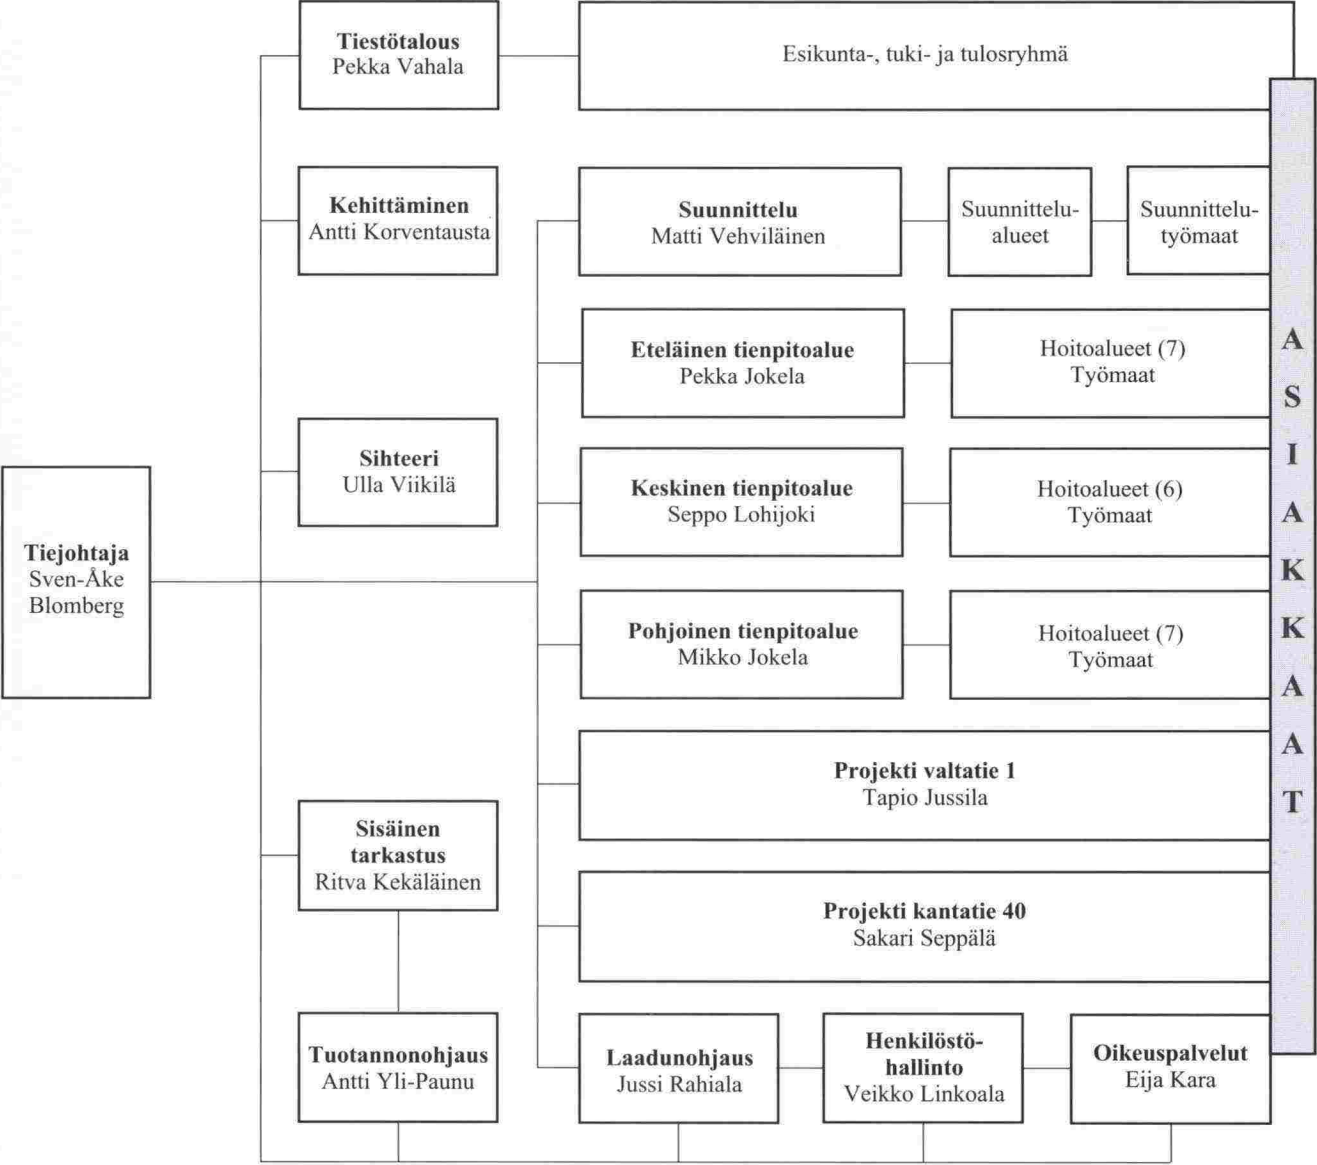 Tiestötalous
Pekka Vahala
Esikunta-, tuki- ja tulosryhmä
Kehittäminen
Antti Korventausta
Suunnittelu
Matti Vehviläinen
Suunnittelu-
alueet
Suunnittelu-
työmaat
Eteläinen tienpitoalue
Pekka Jokela
Hoitoalueet (7)
Työmaat
Sihteeri
Ulla Viikilä
Keskinen tienpitoalue
Seppo Lohijoki
Hoitoalueet (6)
Työmaat
Tiejohtaja
Sven-Åke
Blomberg
Pohjoinen tienpitoalue
Mikko Jokela
Hoitoalueet (7)
Työmaat
Projekti valtatie 1
Tapio Jussila
Sisäinen
tarkastus
Ritva Kekäläinen
Projekti kantatie 40
Sakari Seppälä
Tuotannonohjaus
Antti Yli-Paunu
Laadunohjaus
Jussi Rahiala
Henkilöstö-
hallinto
Veikko Linkoala
Oikeuspalvelut
Eija Kara
ASIAKKAAT